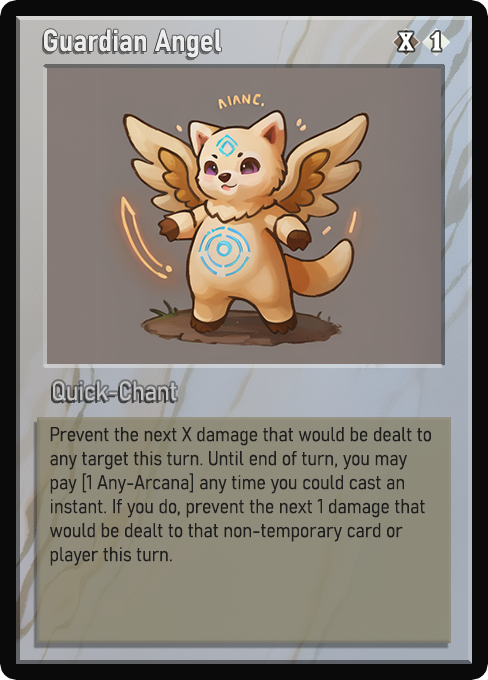 Guardian Angel X 1
AIANC.
Quick-Chant
Prevent the next X damage that would be dealt to
any target this turn. Until end of turn, you may
pay [1 Any-Arcana] any time you could cast an
instant. If you do, prevent the next 1 damage that
would be dealt to that non-temporary card or
player this turn.